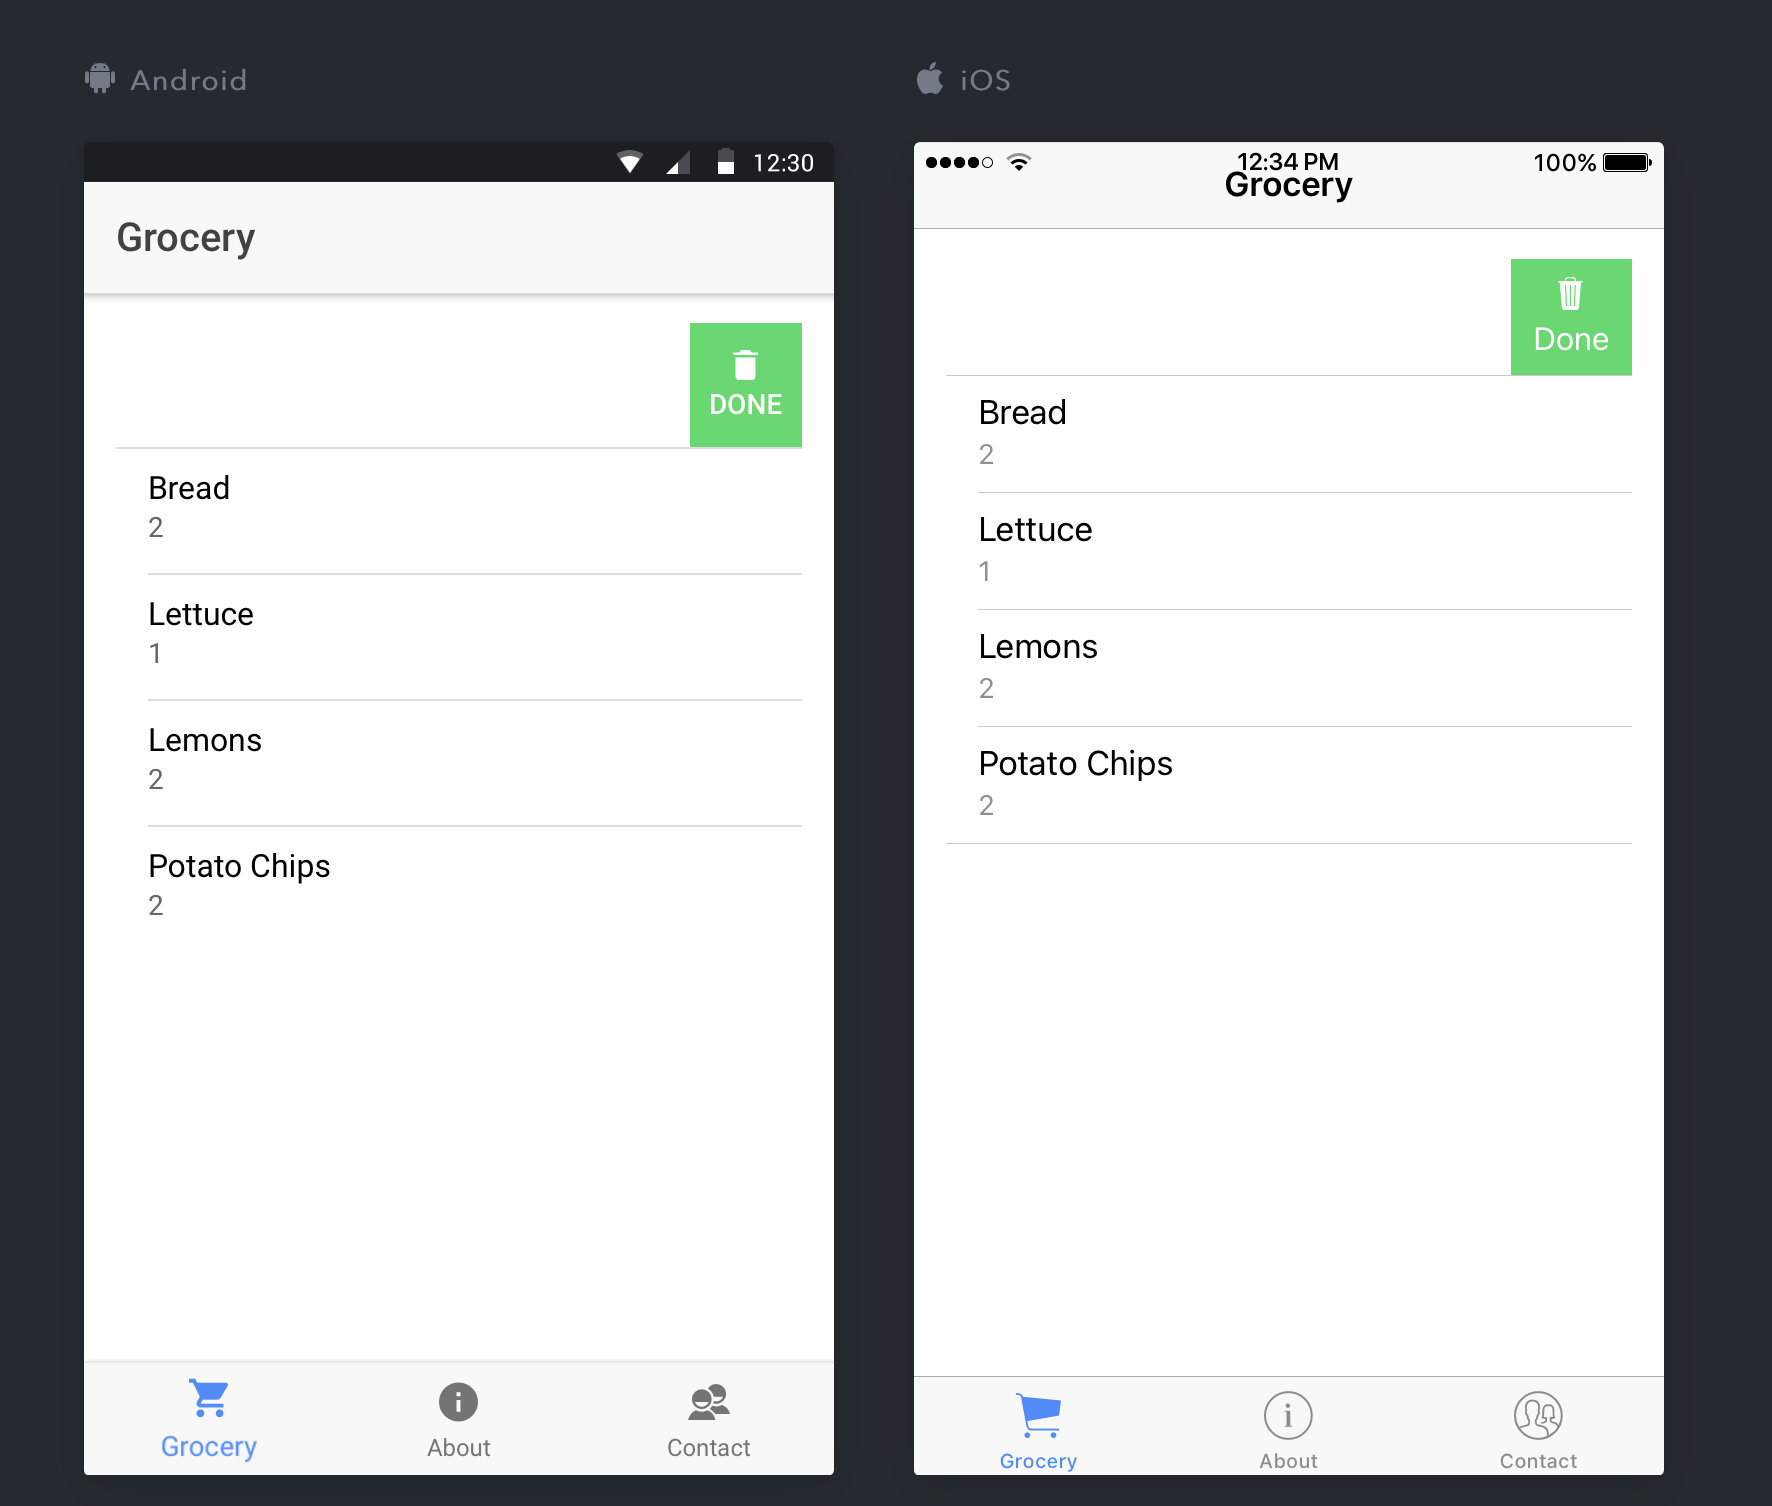 Android
12:30
Grocery
DONE
Bread
2
Lettuce
1
Lemons
2
Potato Chips
2
Grocery
About
Contact
iOS
12:34 PM
100%
Grocery
Done
Bread
2
Lettuce
1
Lemons
2
Potato Chips
2
Grocery
About
Contact